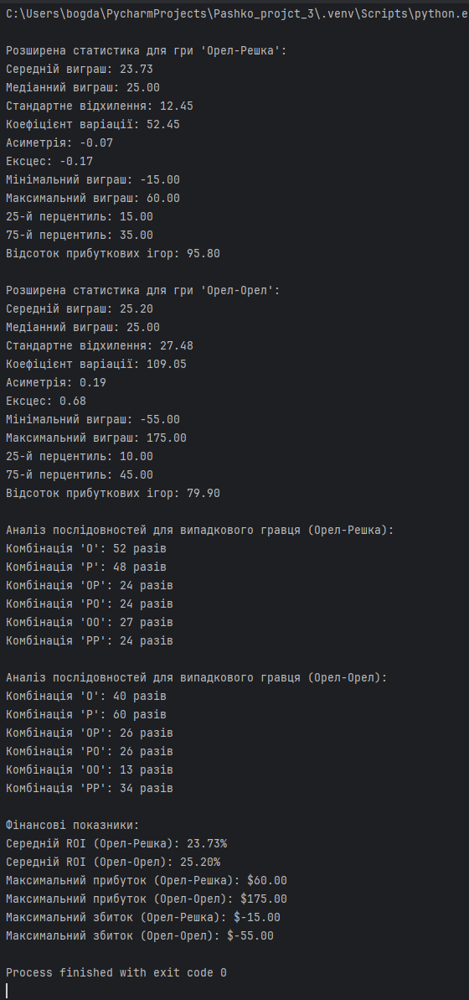 C:\Users\bogda\PycharmProjects\Pashko_projct_3\.venv\Scripts\python.e
Розширена статистика для гри 'Орел-Решка':
Середній виграш: 23.73
Медіанний виграш: 25.00
Стандартне відхилення: 12.45
Коефіцієнт варіації: 52.45
Асиметрія: -0.07
Ексцес: -0.17
Мінімальний виграш: -15.00
Максимальний виграш: 60.00
25-й перцентиль: 15.00
75-й перцентиль: 35.00
Відсоток прибуткових ігор: 95.80
Розширена статистика для гри 'Орел-Орел':
Середній виграш: 25.20
Медіанний виграш: 25.00
Стандартне відхилення: 27.48
Коефіцієнт варіації: 109.05
Асиметрія: 0.19
Ексцес: 0.68
Мінімальний виграш: -55.00
Максимальний виграш: 175.00
25-й перцентиль: 10.00
75-й перцентиль: 45.00
Відсоток прибуткових ігор: 79.90
Аналіз послідовностей для випадкового гравця (Орел-Решка):
Комбінація 'О': 52 разів
Комбінація 'Р': 48 разів
Комбінація 'ОР': 24 разів
Комбінація 'РО': 24 разів
Комбінація 'ОО': 27 разів
Комбінація 'РР': 24 разів
Аналіз послідовностей для випадкового гравця (Орел-Орел):
Комбінація 'О': 40 разів
Комбінація 'Р': 60 разів
Комбінація 'ОР': 26 разів
Комбінація 'РО': 26 разів
Комбінація 'ОО': 13 разів
Комбінація 'РР': 34 разів
Фінансові показники:
Середній ROI (Орел-Решка): 23.73%
Середній ROI (Орел-Орел): 25.20%
Максимальний прибуток (Орел-Решка): $60.00
Максимальний прибуток (Орел-Орел): $175.00
Максимальний збиток (Орел-Решка): $-15.00
Максимальний збиток (Орел-Орел): $-55.00
Process finished with exit code 0